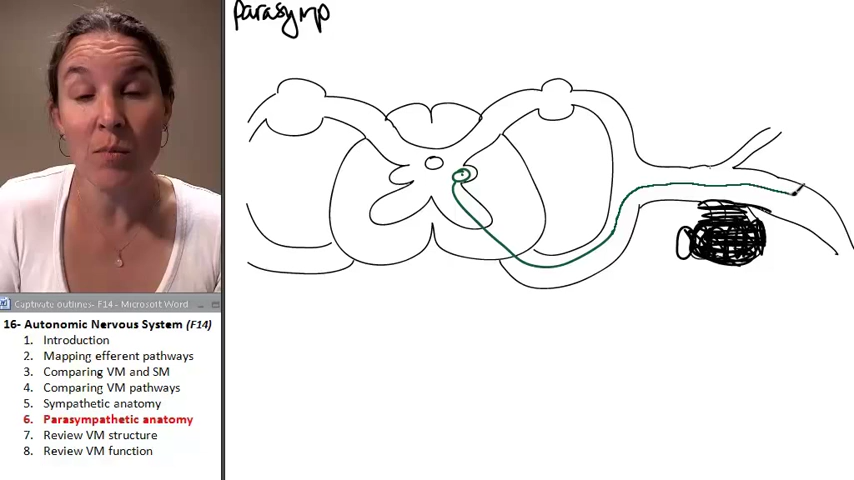 Parasymp
Captivate outlines- F14 - Microsoft Word
16- Autonomic Nervous System (F14)
1. Introduction
2. Mapping efferent pathways
3. Comparing VM and SM
4. Comparing VM pathways
5. Sympathetic anatomy
6. Parasympathetic anatomy
7. Review VM structure
8. Review VM function